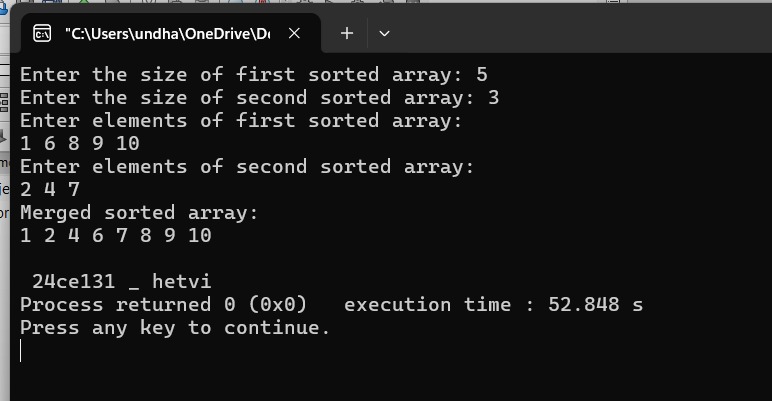 "C:\Users\undha\OneDrive\De
Enter the size of first sorted array: 5
Enter the size of second sorted array: 3
Enter elements of first sorted array:
1 6 8 9 10
Enter elements of second sorted array:
2 4 7
Merged sorted array:
1 2 4 6 7 8 9 10
24ce131 _ hetvi
Process returned 0 (0x0)   execution time : 52.848 s
Press any key to continue.